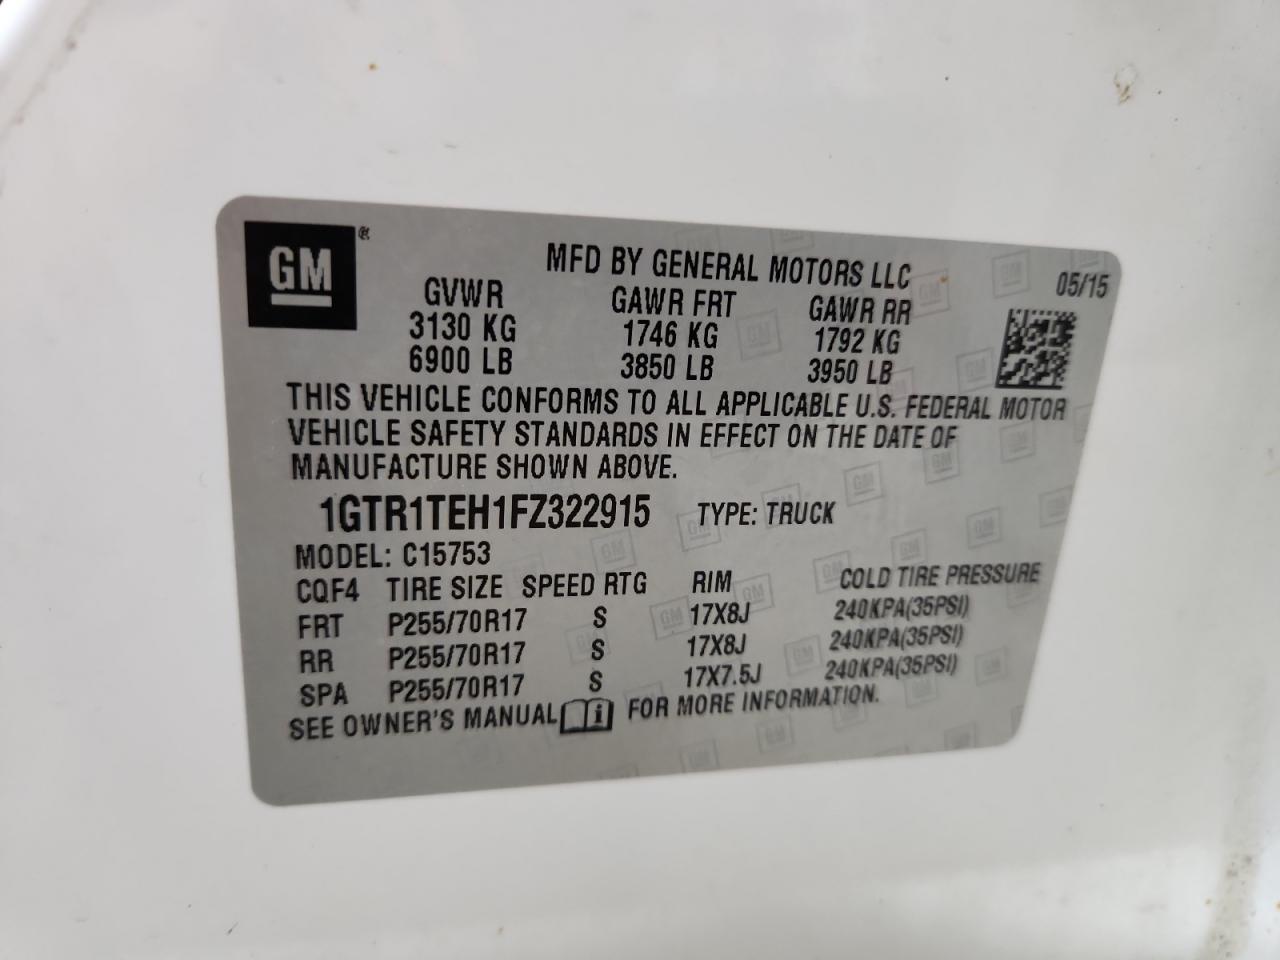 GM®
MFD BY GENERAL MOTORS LLC
05/15
GVWR GAWR FRT GAWR RR
3130 KG 1746 KG 1792 KG
6900 LB 3850 LB 3950 LB
THIS VEHICLE CONFORMS TO ALL APPLICABLE U.S. FEDERAL MOTOR
VEHICLE SAFETY STANDARDS IN EFFECT ON THE DATE OF
MANUFACTURE SHOWN ABOVE.
1GTR1TEH1FZ322915 TYPE: TRUCK
MODEL: C15753
CQF4 TIRE SIZE SPEED RTG RIM COLD TIRE PRESSURE
FRT P255/70R17 S 17X8J 240KPA(35PSI)
RR P255/70R17 S 17X8J 240KPA(35PSI)
SPA P255/70R17 S 17X7.5J 240KPA(35PSI)
SEE OWNER'S MANUAL i FOR MORE INFORMATION.